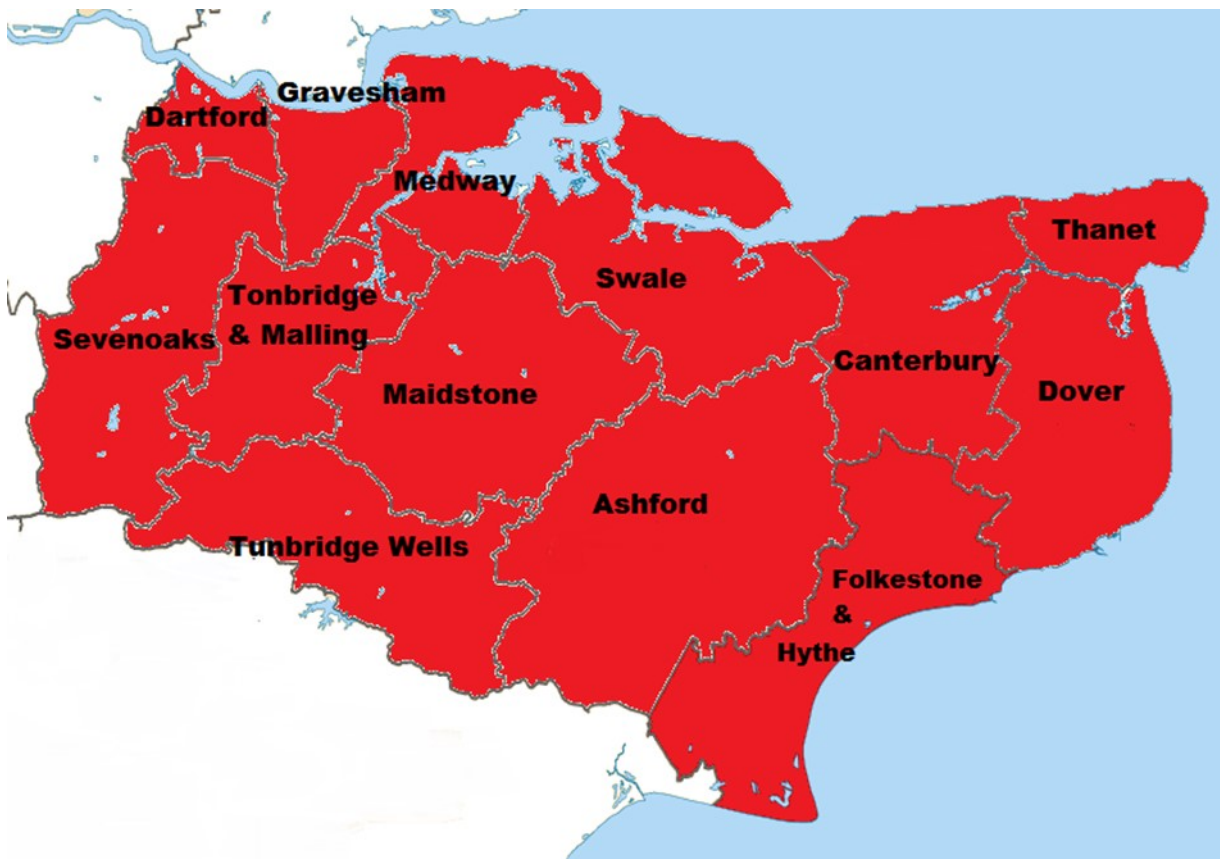 Gravesham
Dartford
Medway
Thanet
Swale
Tonbridge
& Malling
Sevenoaks
Canterbury
Maidstone
Dover
Ashford
Tunbridge Wells
Folkestone
&
Hythe